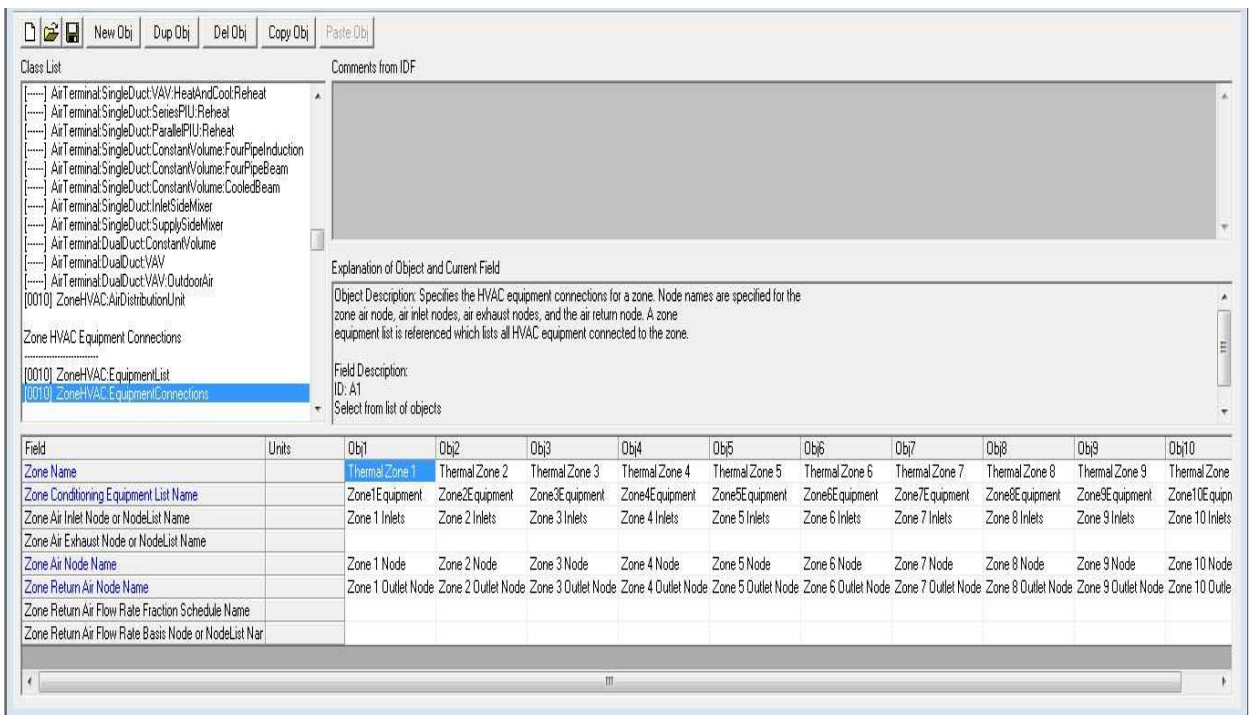 New Obj Dup Obj Del Obj Copy Obj Paste Obj
Class List
[------] AirTerminal:SingleDuct:VAV:HeatAndCool:Reheat
[------] AirTerminal:SingleDuct:SeriesPIU:Reheat
[------] AirTerminal:SingleDuct:ParallelPIU:Reheat
[------] AirTerminal:SingleDuct:ConstantVolume:FourPipeInduction
[------] AirTerminal:SingleDuct:ConstantVolume:FourPipeBeam
[------] AirTerminal:SingleDuct:ConstantVolume:CooledBeam
[------] AirTerminal:SingleDuct:InletSideMixer
[------] AirTerminal:SingleDuct:SupplySideMixer
[------] AirTerminal:DualDuct:ConstantVolume
[------] AirTerminal:DualDuct:VAV
[------] AirTerminal:DualDuct:VAV:OutdoorAir
[0010] ZoneHVAC:AirDistributionUnit
Zone HVAC Equipment Connections
--------------------------
[0010] ZoneHVAC:EquipmentList
[0010] ZoneHVAC:EquipmentConnections
Comments from IDF
Explanation of Object and Current Field
Object Description: Specifies the HVAC equipment connections for a zone. Node names are specified for the
zone air node, air inlet nodes, air exhaust nodes, and the air return node. A zone
equipment list is referenced which lists all HVAC equipment connected to the zone.
Field Description:
ID: A1
Select from list of objects
Field Units Obj1 Obj2 Obj3 Obj4 Obj5 Obj6 Obj7 Obj8 Obj9 Obj10
Zone Name Thermal Zone 1 Thermal Zone 2 Thermal Zone 3 Thermal Zone 4 Thermal Zone 5 Thermal Zone 6 Thermal Zone 7 Thermal Zone 8 Thermal Zone 9 Thermal Zone
Zone Conditioning Equipment List Name Zone1Equipment Zone2Equipment Zone3Equipment Zone4Equipment Zone5Equipment Zone6Equipment Zone7Equipment Zone8Equipment Zone9Equipment Zone10Equipn
Zone Air Inlet Node or NodeList Name Zone 1 Inlets Zone 2 Inlets Zone 3 Inlets Zone 4 Inlets Zone 5 Inlets Zone 6 Inlets Zone 7 Inlets Zone 8 Inlets Zone 9 Inlets Zone 10 Inlets
Zone Air Exhaust Node or NodeList Name
Zone Air Node Name Zone 1 Node Zone 2 Node Zone 3 Node Zone 4 Node Zone 5 Node Zone 6 Node Zone 7 Node Zone 8 Node Zone 9 Node Zone 10 Node
Zone Return Air Node Name Zone 1 Outlet Node Zone 2 Outlet Node Zone 3 Outlet Node Zone 4 Outlet Node Zone 5 Outlet Node Zone 6 Outlet Node Zone 7 Outlet Node Zone 8 Outlet Node Zone 9 Outlet Node Zone 10 Outle
Zone Return Air Flow Rate Fraction Schedule Name
Zone Return Air Flow Rate Basis Node or NodeList Nar